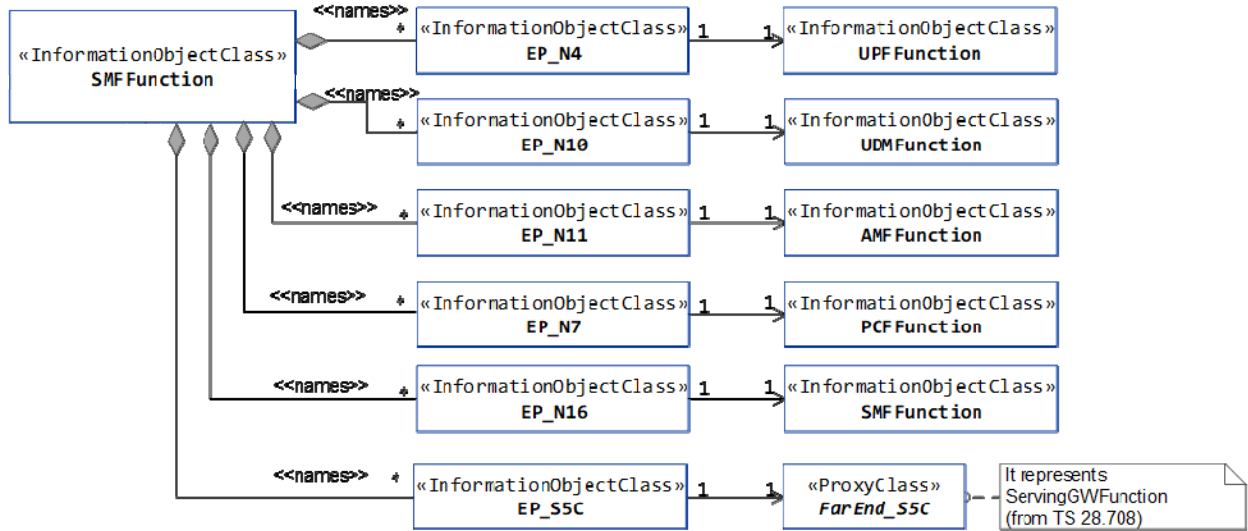 <<names>>
«InformationObjectClass»
SMFFunction
*
«InformationObjectClass»
EP_N4
1 1
«InformationObjectClass»
UPFFunction
<<names>>
*
«InformationObjectClass»
EP_N10
1 1
«InformationObjectClass»
UDMFunction
<<names>>
*
«InformationObjectClass»
EP_N11
1 1
«InformationObjectClass»
AMFFunction
<<names>>
*
«InformationObjectClass»
EP_N7
1 1
«InformationObjectClass»
PCFFunction
<<names>>
*
«InformationObjectClass»
EP_N16
1 1
«InformationObjectClass»
SMFFunction
<<names>>
*
«InformationObjectClass»
EP_S5C
1 1
«ProxyClass»
FarEnd_S5C
It represents
ServingGWFunction
(from TS 28.708)